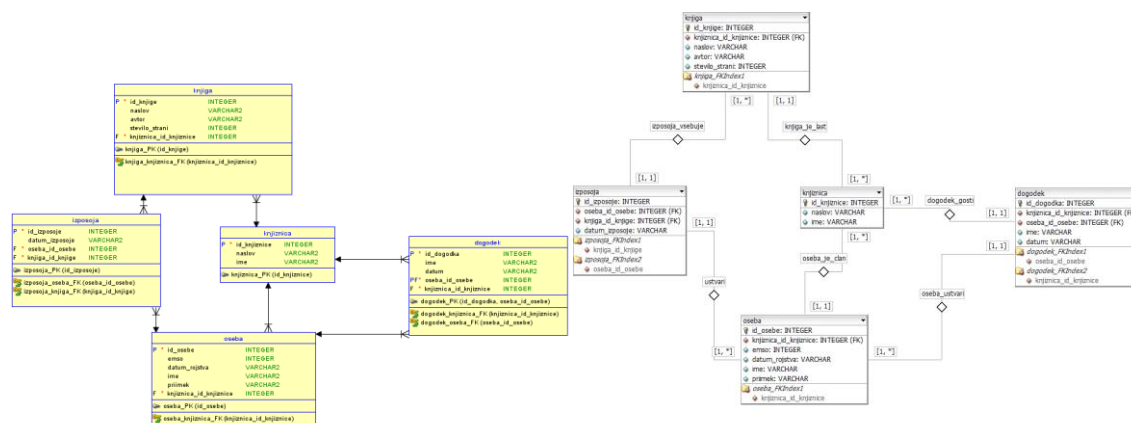 knjiga
P * id_knjige INTEGER
naslov VARCHAR2
avtor VARCHAR2
stevilo_strani INTEGER
F * knjiznica_id_knjiznice INTEGER
knjiga_PK (id_knjige)
knjiga_knjiznica_FK (knjiznica_id_knjiznice)
izposoja
P * id_izposoje INTEGER
datum_izposoje VARCHAR2
F * oseba_id_osebe INTEGER
F * knjiga_id_knjige INTEGER
izposoja_PK (id_izposoje)
izposoja_oseba_FK (oseba_id_osebe)
izposoja_knjiga_FK (knjiga_id_knjige)
knjiznica
P * id_knjiznice INTEGER
naslov VARCHAR2
ime VARCHAR2
knjiznica_PK (id_knjiznice)
dogodek
P * id_dogodka INTEGER
ime VARCHAR2
datum VARCHAR2
PF* oseba_id_osebe INTEGER
F * knjiznica_id_knjiznice INTEGER
dogodek_PK (id_dogodka, oseba_id_osebe)
dogodek_knjiznica_FK (knjiznica_id_knjiznice)
dogodek_oseba_FK (oseba_id_osebe)
oseba
P * id_osebe INTEGER
emso INTEGER
datum_rojstva VARCHAR2
ime VARCHAR2
priimek VARCHAR2
F * knjiznica_id_knjiznice INTEGER
oseba_PK (id_osebe)
oseba_knjiznica_FK (knjiznica_id_knjiznice)
knjiga
id_knjige: INTEGER
knjiznica_id_knjiznice: INTEGER (FK)
naslov: VARCHAR
avtor: VARCHAR
stevilo_strani: INTEGER
knjiga_FKIndex1
knjiznica_id_knjiznice
[1, *]
[1, 1]
izposoja_vsebuje
knjiga_je_last
[1, 1]
[1, *]
izposoja
id_izposoje: INTEGER
oseba_id_osebe: INTEGER (FK)
knjiga_id_knjige: INTEGER (FK)
datum_izposoje: VARCHAR
izposoja_FKIndex1
knjiga_id_knjige
izposoja_FKIndex2
oseba_id_osebe
[1, 1]
knjiznica
id_knjiznice: INTEGER
naslov: VARCHAR
ime: VARCHAR
[1, *]
dogodek_gosti
[1, 1]
[1, *]
dogodek
id_dogodka: INTEGER
knjiznica_id_knjiznice: INTEGER (FK)
oseba_id_osebe: INTEGER (FK)
ime: VARCHAR
datum: VARCHAR
dogodek_FKIndex1
oseba_id_osebe
dogodek_FKIndex2
knjiznica_id_knjiznice
[1, 1]
oseba_je_clan
ustvari
oseba_ustvari
[1, 1]
[1, *]
[1, *]
oseba
id_osebe: INTEGER
knjiznica_id_knjiznice: INTEGER (FK)
emso: INTEGER
datum_rojstva: VARCHAR
ime: VARCHAR
priimek: VARCHAR
oseba_FKIndex1
knjiznica_id_knjiznice